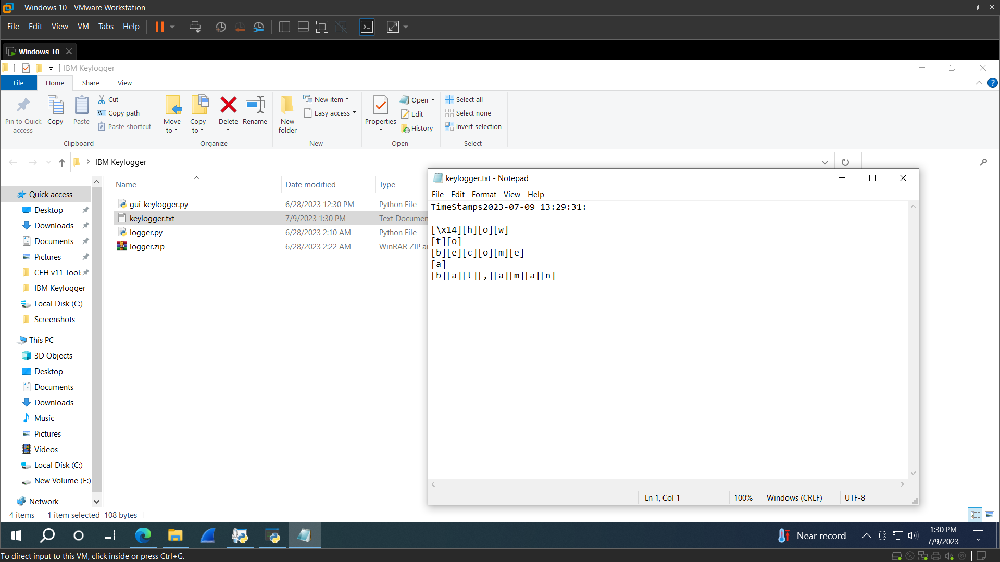 Windows 10 - VMware Workstation
File Edit View VM Tabs Help
Windows 10
IBM Keylogger
File Home Share View
Pin to Quick access
Copy
Paste
Cut
Copy path
Paste shortcut
Clipboard
Move to
Copy to
Delete
Rename
Organize
New folder
New item
Easy access
New
Properties
Open
Edit
History
Open
Select all
Select none
Invert selection
Select
IBM Keylogger
Quick access
Desktop
Downloads
Documents
Pictures
CEH v11 Tool
IBM Keylogger
Local Disk (C:)
Screenshots
This PC
3D Objects
Desktop
Documents
Downloads
Music
Pictures
Videos
Local Disk (C:)
New Volume (E:)
Network
Name Date modified Type
gui_keylogger.py 6/28/2023 12:30 PM Python File
keylogger.txt 7/9/2023 1:30 PM Text Documen
logger.py 6/28/2023 2:10 AM Python File
logger.zip 6/28/2023 2:22 AM WinRAR ZIP a
keylogger.txt - Notepad
File Edit Format View Help
TimeStamps2023-07-09 13:29:31:
[\x14][h][o][w]
[t][o]
[b][e][c][o][m][e]
[a]
[b][a][t][,][a][m][a][n]
Ln 1, Col 1 100% Windows (CRLF) UTF-8
4 items 1 item selected 108 bytes
Near record
1:30 PM
7/9/2023
To direct input to this VM, click inside or press Ctrl+G.